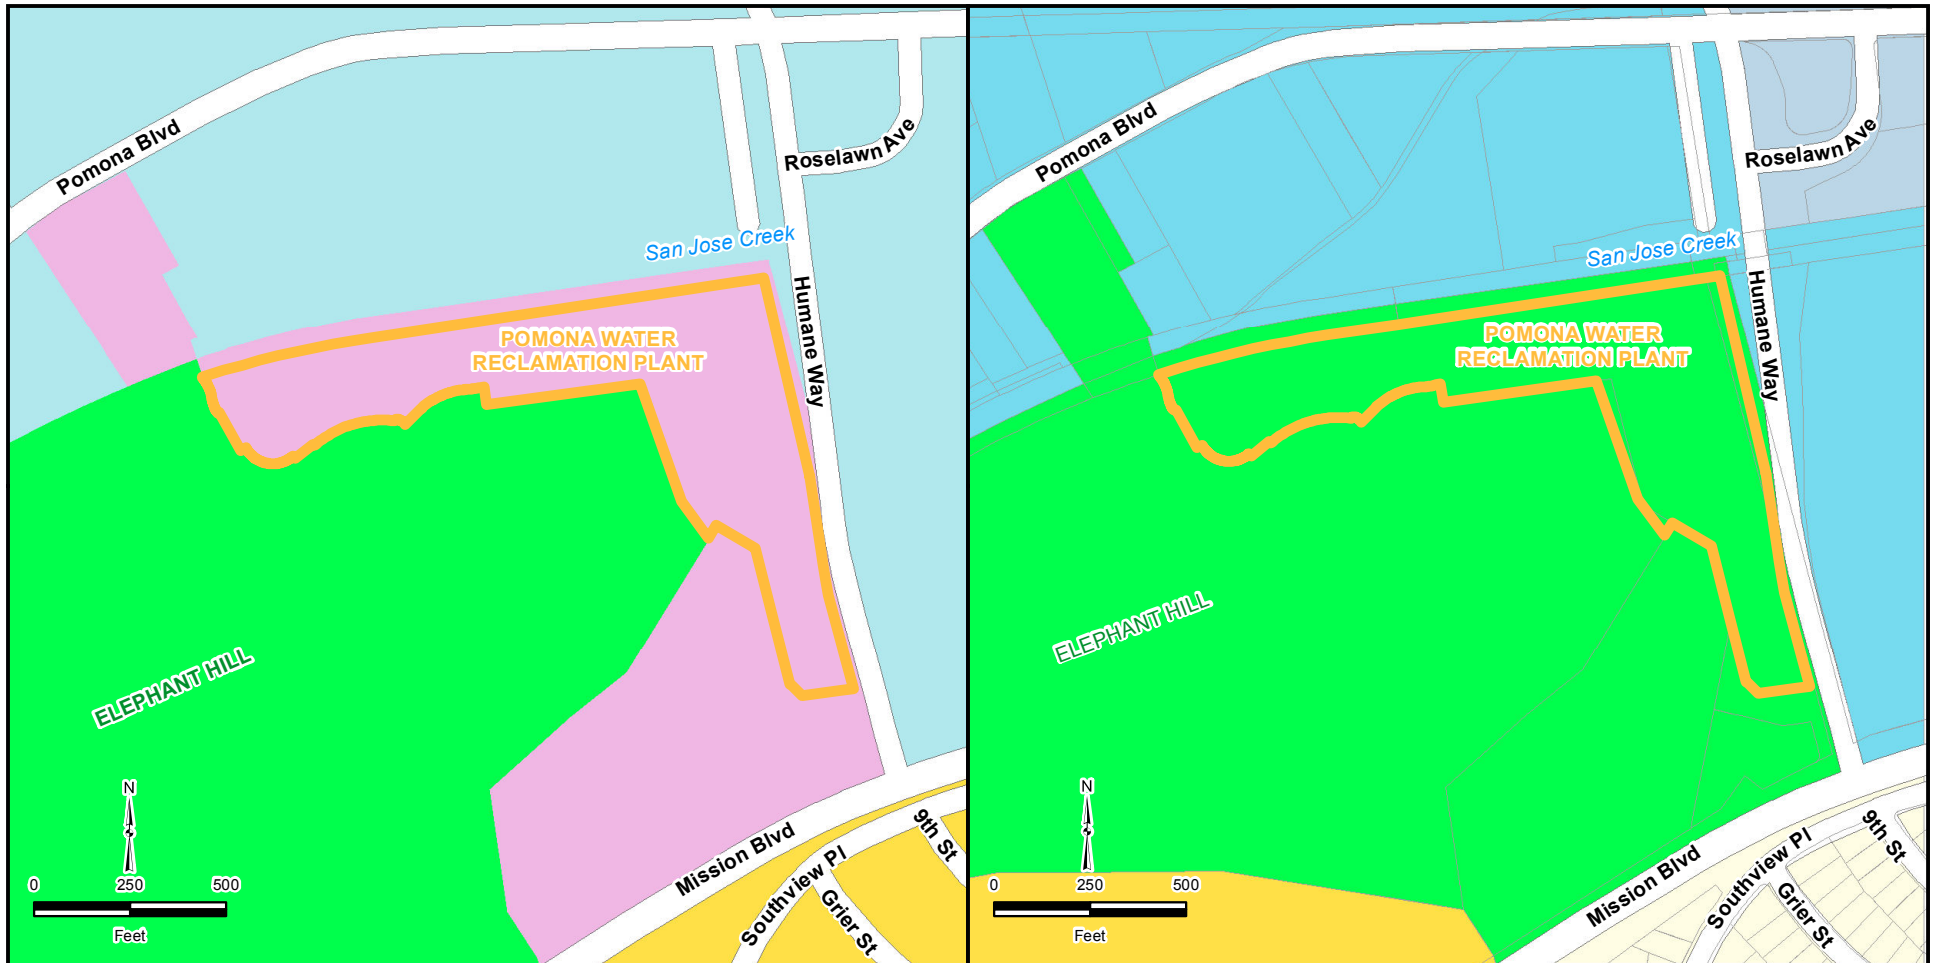 Pomona Blvd
Roselawn Ave
San Jose Creek
Humane Way
POMONA WATER
RECLAMATION PLANT
ELEPHANT HILL
N
0 250 500
Feet
Mission Blvd
Southview Pl
9th St
Grier St
Pomona Blvd
Roselawn Ave
San Jose Creek
Humane Way
POMONA WATER
RECLAMATION PLANT
ELEPHANT HILL
N
0 250 500
Feet
Mission Blvd
Southview Pl
9th St
Grier St